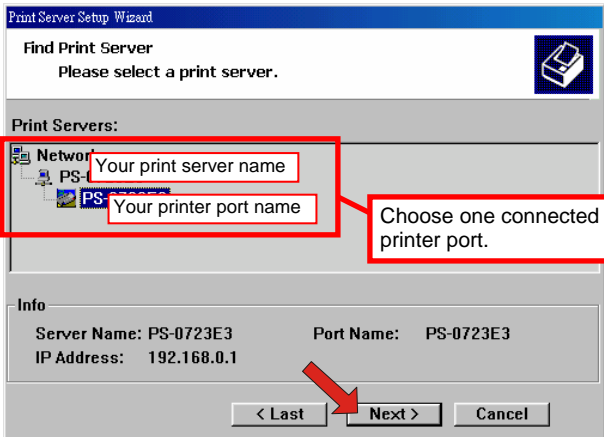 Print Server Setup Wizard
Find Print Server
Please select a print server.
Print Servers:
Your print server name
Your printer port name
Choose one connected
printer port.
Info
Server Name: PS-0723E3 Port Name: PS-0723E3
IP Address: 192.168.0.1
< Last Next > Cancel